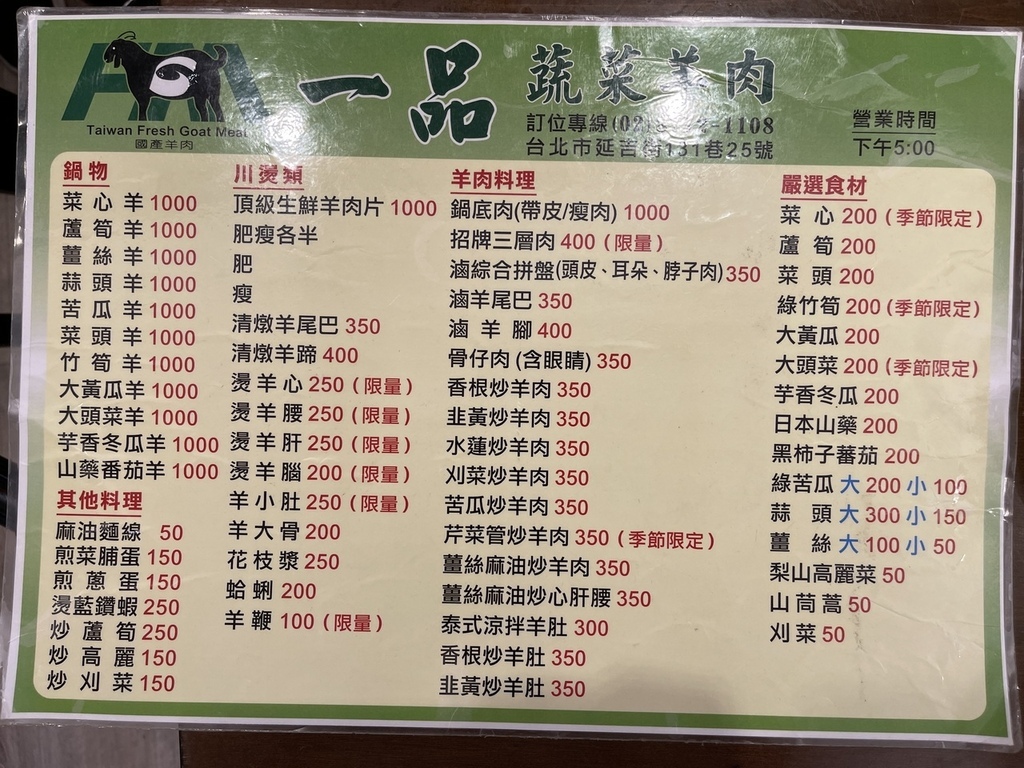 Taiwan Fresh Goat Meat
國產羊肉
一品 蔬菜羊肉
訂位專線(02) -1108
台北市延吉街131巷25號
營業時間
下午5:00
鍋物
菜心羊 1000
蘆筍羊 1000
薑絲羊 1000
蒜頭羊 1000
苦瓜羊 1000
菜頭羊 1000
竹筍羊 1000
大黃瓜羊 1000
大頭菜羊 1000
芋香冬瓜羊 1000
山藥番茄羊 1000
其他料理
麻油麵線 50
煎菜脯蛋 150
煎蔥蛋 150
燙藍鑽蝦 250
炒蘆筍 250
炒高麗 150
炒刈菜 150
川燙類
頂級生鮮羊肉片 1000
肥瘦各半
肥
瘦
清燉羊尾巴 350
清燉羊蹄 400
燙羊心 250 (限量)
燙羊腰 250 (限量)
燙羊肝 250 (限量)
燙羊腦 200 (限量)
羊小肚 250 (限量)
羊大骨 200
花枝漿 250
蛤蜊 200
羊鞭 100 (限量)
羊肉料理
鍋底肉(帶皮/瘦肉) 1000
招牌三層肉 400 (限量)
滷綜合拼盤(頭皮、耳朵、脖子肉) 350
滷羊尾巴 350
滷羊腳 400
骨仔肉(含眼睛) 350
香根炒羊肉 350
韭黃炒羊肉 350
水蓮炒羊肉 350
刈菜炒羊肉 350
苦瓜炒羊肉 350
芹菜管炒羊肉 350 (季節限定)
薑絲麻油炒羊肉 350
薑絲麻油炒心肝腰 350
泰式涼拌羊肚 300
香根炒羊肚 350
韭黃炒羊肚 350
嚴選食材
菜心 200 (季節限定)
蘆筍 200
菜頭 200
綠竹筍 200 (季節限定)
大黃瓜 200
大頭菜 200 (季節限定)
芋香冬瓜 200
日本山藥 200
黑柿子蕃茄 200
綠苦瓜 大 200 小 100
蒜頭 大 300 小 150
薑絲 大 100 小 50
梨山高麗菜 50
山茼蒿 50
刈菜 50